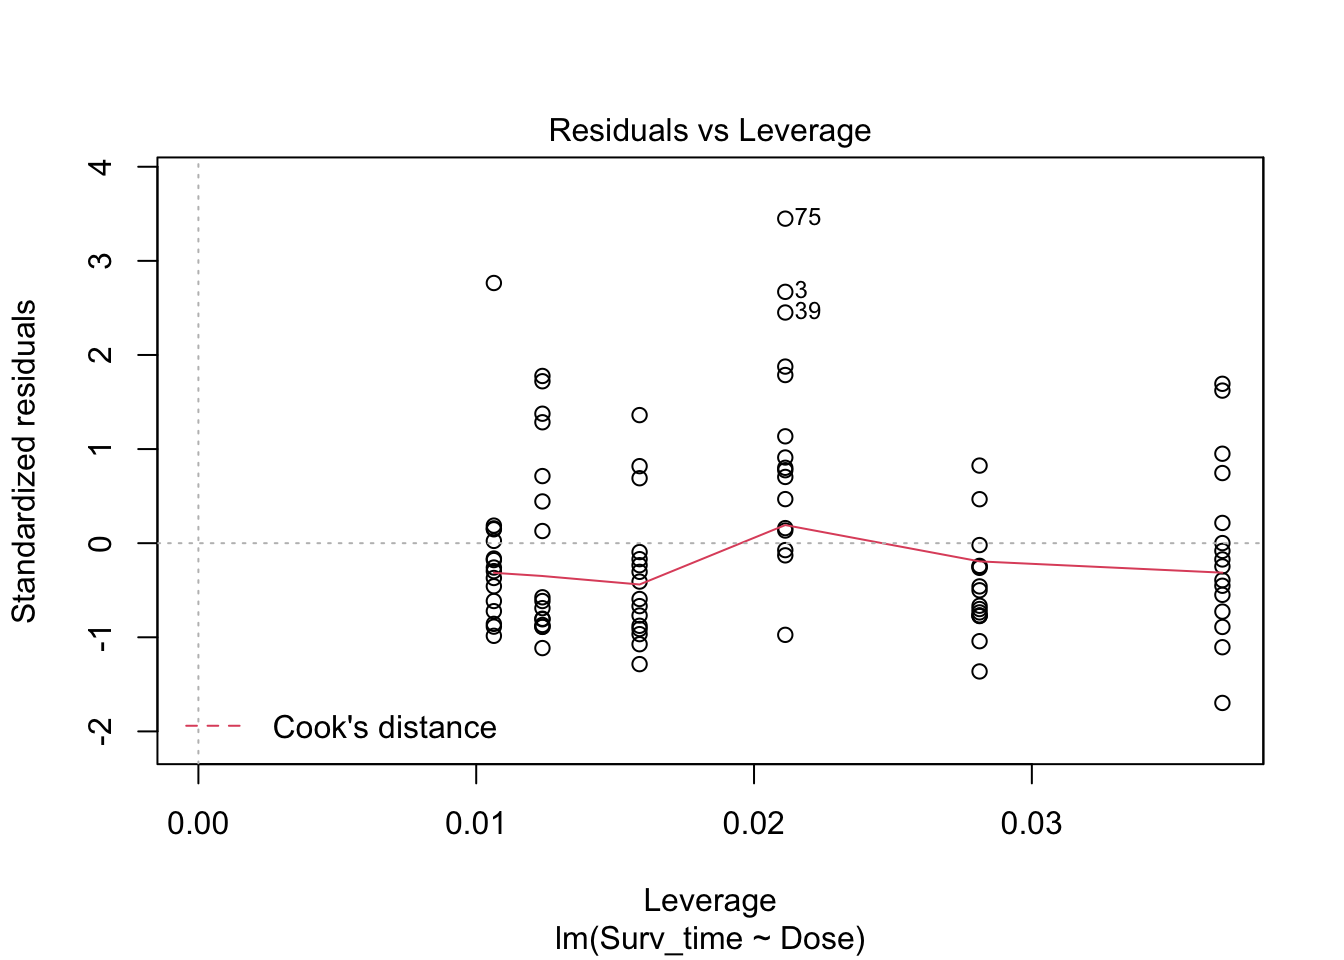 Residuals vs Leverage
Standardized residuals
4
3
2
1
0
-1
-2
75
3
39
Cook's distance
0.00 0.01 0.02 0.03
Leverage
lm(Surv_time ~ Dose)